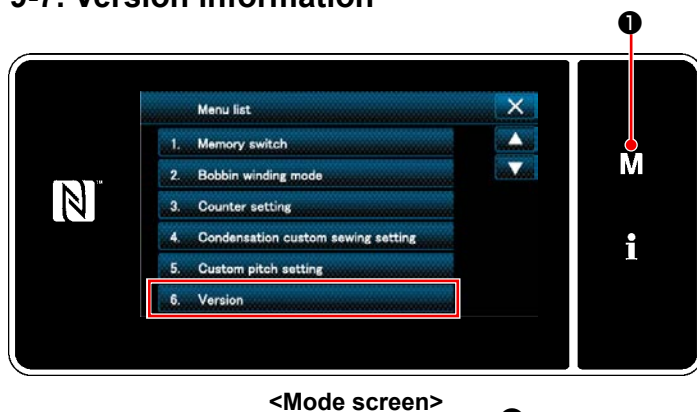 9-7. Version information
❶
Menu list
1. Memory switch
2. Bobbin winding mode
3. Counter setting
4. Condensation custom sewing setting
5. Custom pitch setting
6. Version
M
i
<Mode screen>